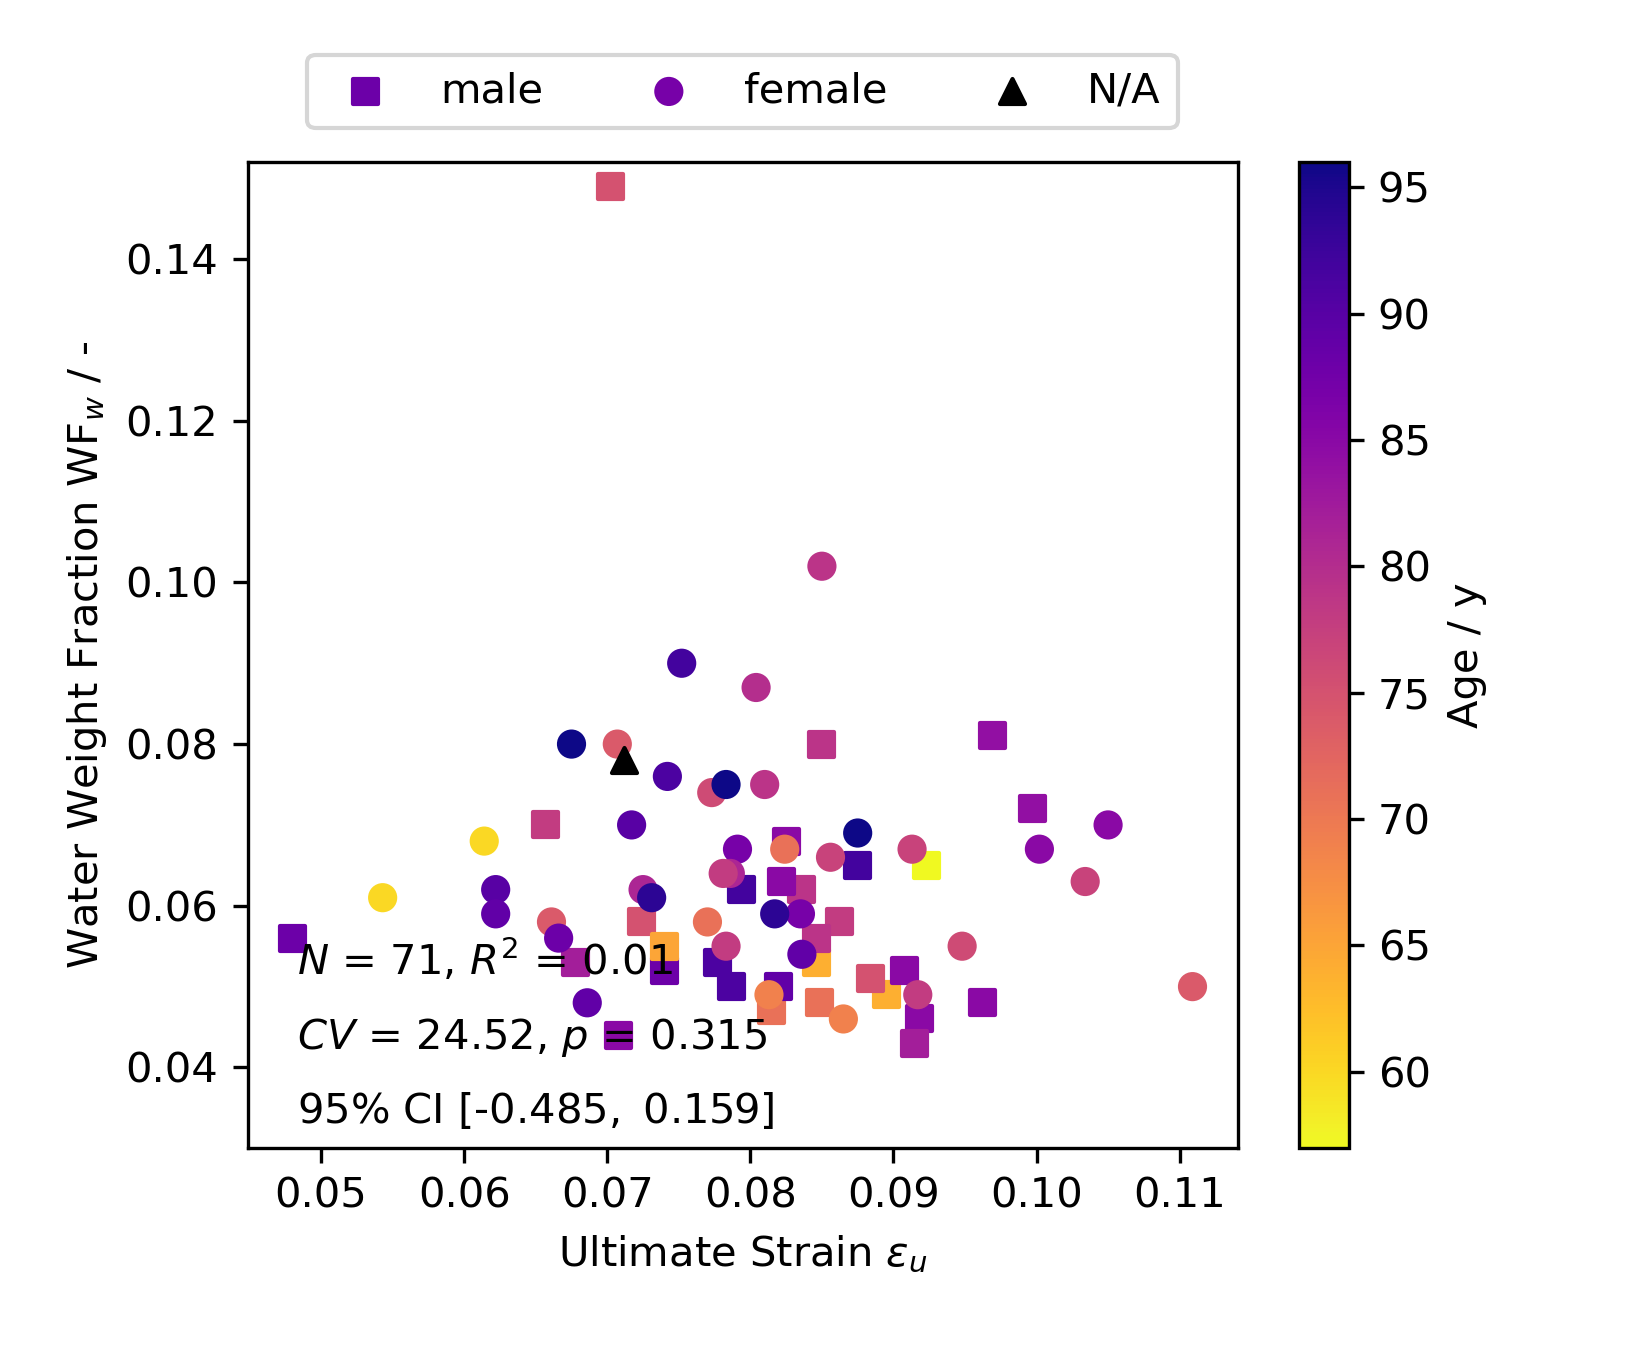 male female N/A
0.14
0.12
0.10
0.08
0.06
0.04
Water Weight Fraction WF_w / -
N = 71, R² = 0.01
CV = 24.52, p = 0.315
95% CI [-0.485, 0.159]
0.05 0.06 0.07 0.08 0.09 0.10 0.11
Ultimate Strain ε_u
95
90
85
80
75
70
65
60
Age / y